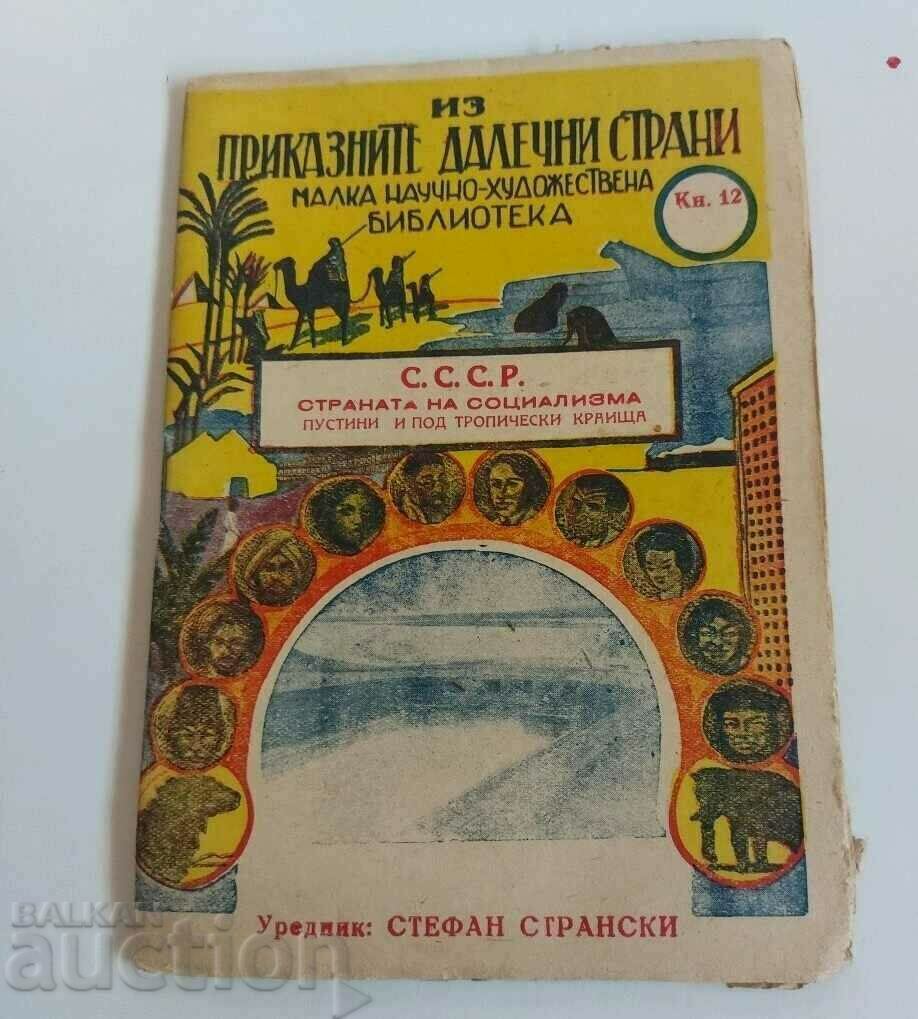 ИЗ
ПРИКАЗНИТЕ ДАЛЕЧНИ СТРАНИ
МАЛКА НАУЧНО-ХУДОЖЕСТВЕНА
БИБЛИОТЕКА
Кн. 12
С. С. С. Р.
СТРАНАТА НА СОЦИАЛИЗМА
ПУСТИНИ И ПОД ТРОПИЧЕСКИ КРАИЩА
Уредник: СТЕФАН СТРАНСКИ
BALKAN
auction